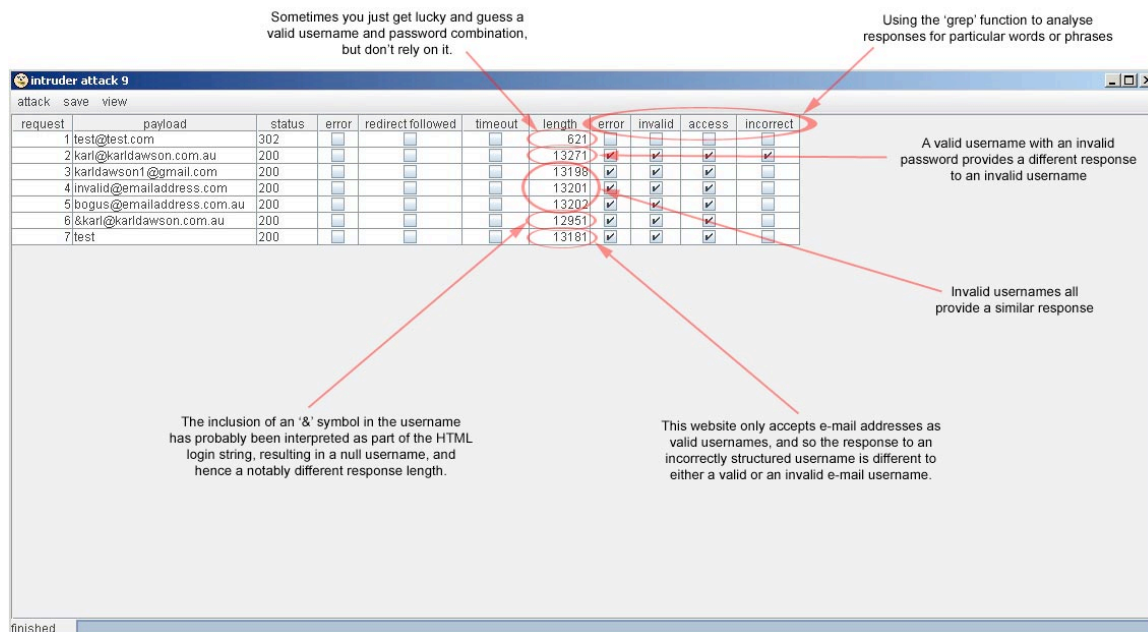 Sometimes you just get lucky and guess a
valid username and password combination,
but don't rely on it.
Using the 'grep' function to analyse
responses for particular words or phrases
intruder attack 9
attack save view
request payload status error redirect followed timeout length error invalid access incorrect
1 test@test.com 302 621
2 karl@karldawson.com.au 200 13271
3 karldawson1@gmail.com 200 13198
4 invalid@emailaddress.com 200 13201
5 bogus@emailaddress.com.au 200 13202
6 &karl@karldawson.com.au 200 12951
7 test 200 13181
A valid username with an invalid
password provides a different response
to an invalid username
Invalid usernames all
provide a similar response
The inclusion of an '&' symbol in the username
has probably been interpreted as part of the HTML
login string, resulting in a null username, and
hence a notably different response length.
This website only accepts e-mail addresses as
valid usernames, and so the response to an
incorrectly structured username is different to
either a valid or an invalid e-mail username.
finished